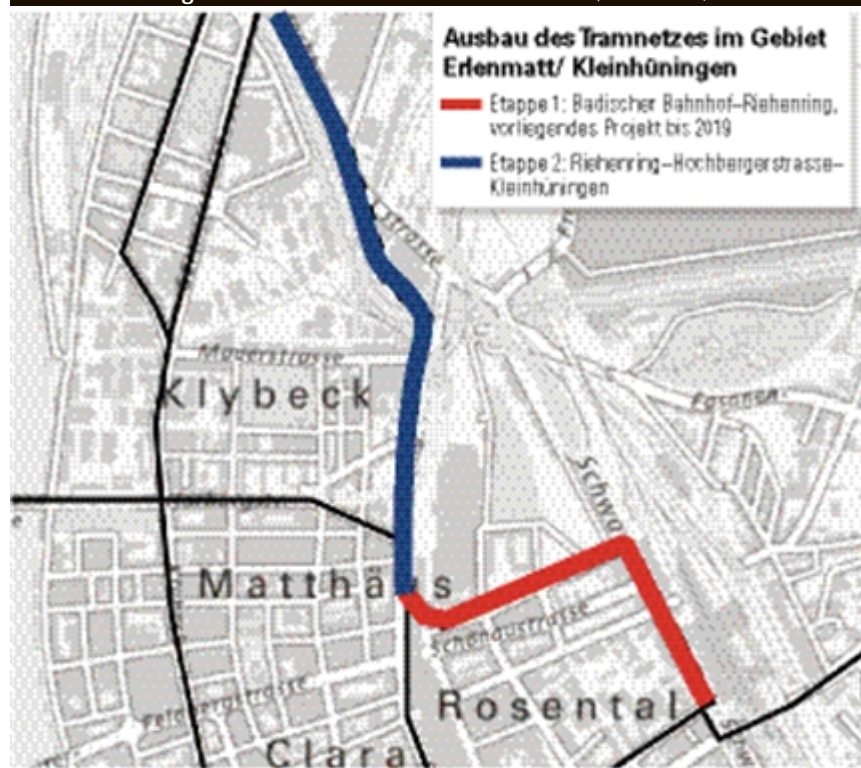 Ausbau des Tramnetzes im Gebiet
Erlenmatt/ Kleinhüningen
Etappe 1: Badischer Bahnhof–Riehenring,
vorliegendes Projekt bis 2019
Etappe 2: Riehenring–Hochbergerstrasse–
Kleinhüningen
strasse
Mauerstrasse
Klybeck
Fasanen-
Schwa
Matthäus
Schönaustrasse
Rosental
Feldbergstrasse
Clara